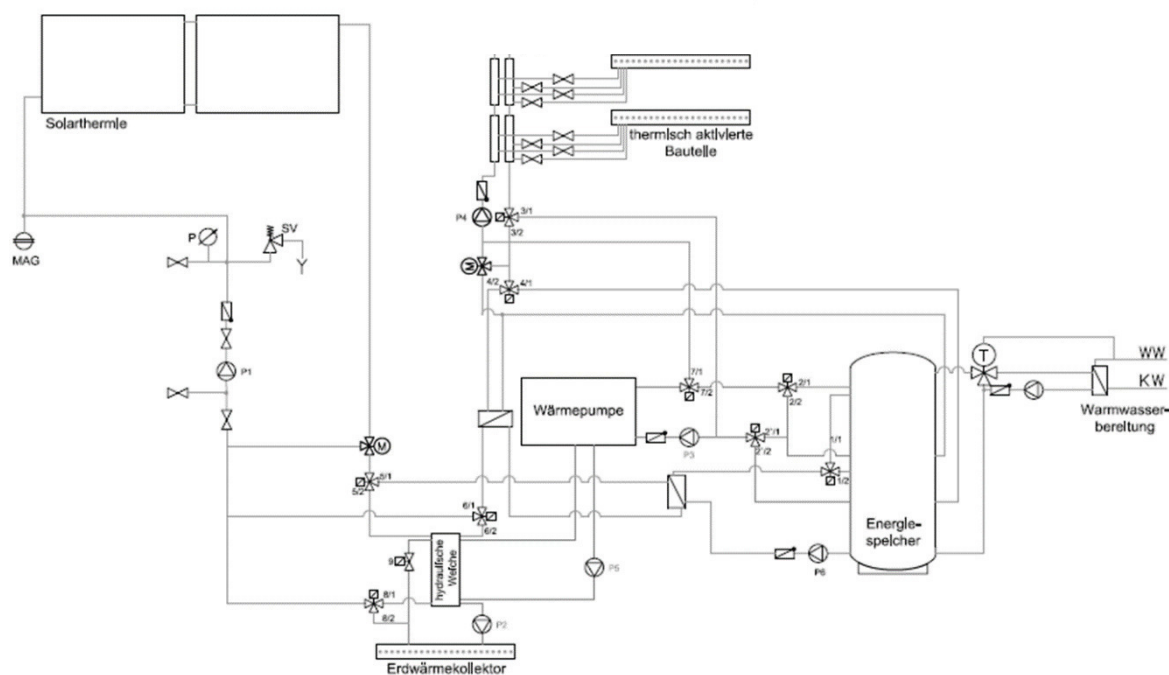 Solarthermie
thermisch aktivierte
Bauteile
MAG
P
SV
P4
3/1
3/2
M
4/2
4/1
P1
Wärmepumpe
7/1
7/2
2/1
2/2
T
WW
KW
Warmwasser-
bereitung
M
P3
2*/1
2*/2
1/1
1/2
5/1
5/2
6/1
6/2
Energie-
speicher
hydraulische
Weiche
9
P5
P6
8/1
8/2
P2
Erdwärmekollektor